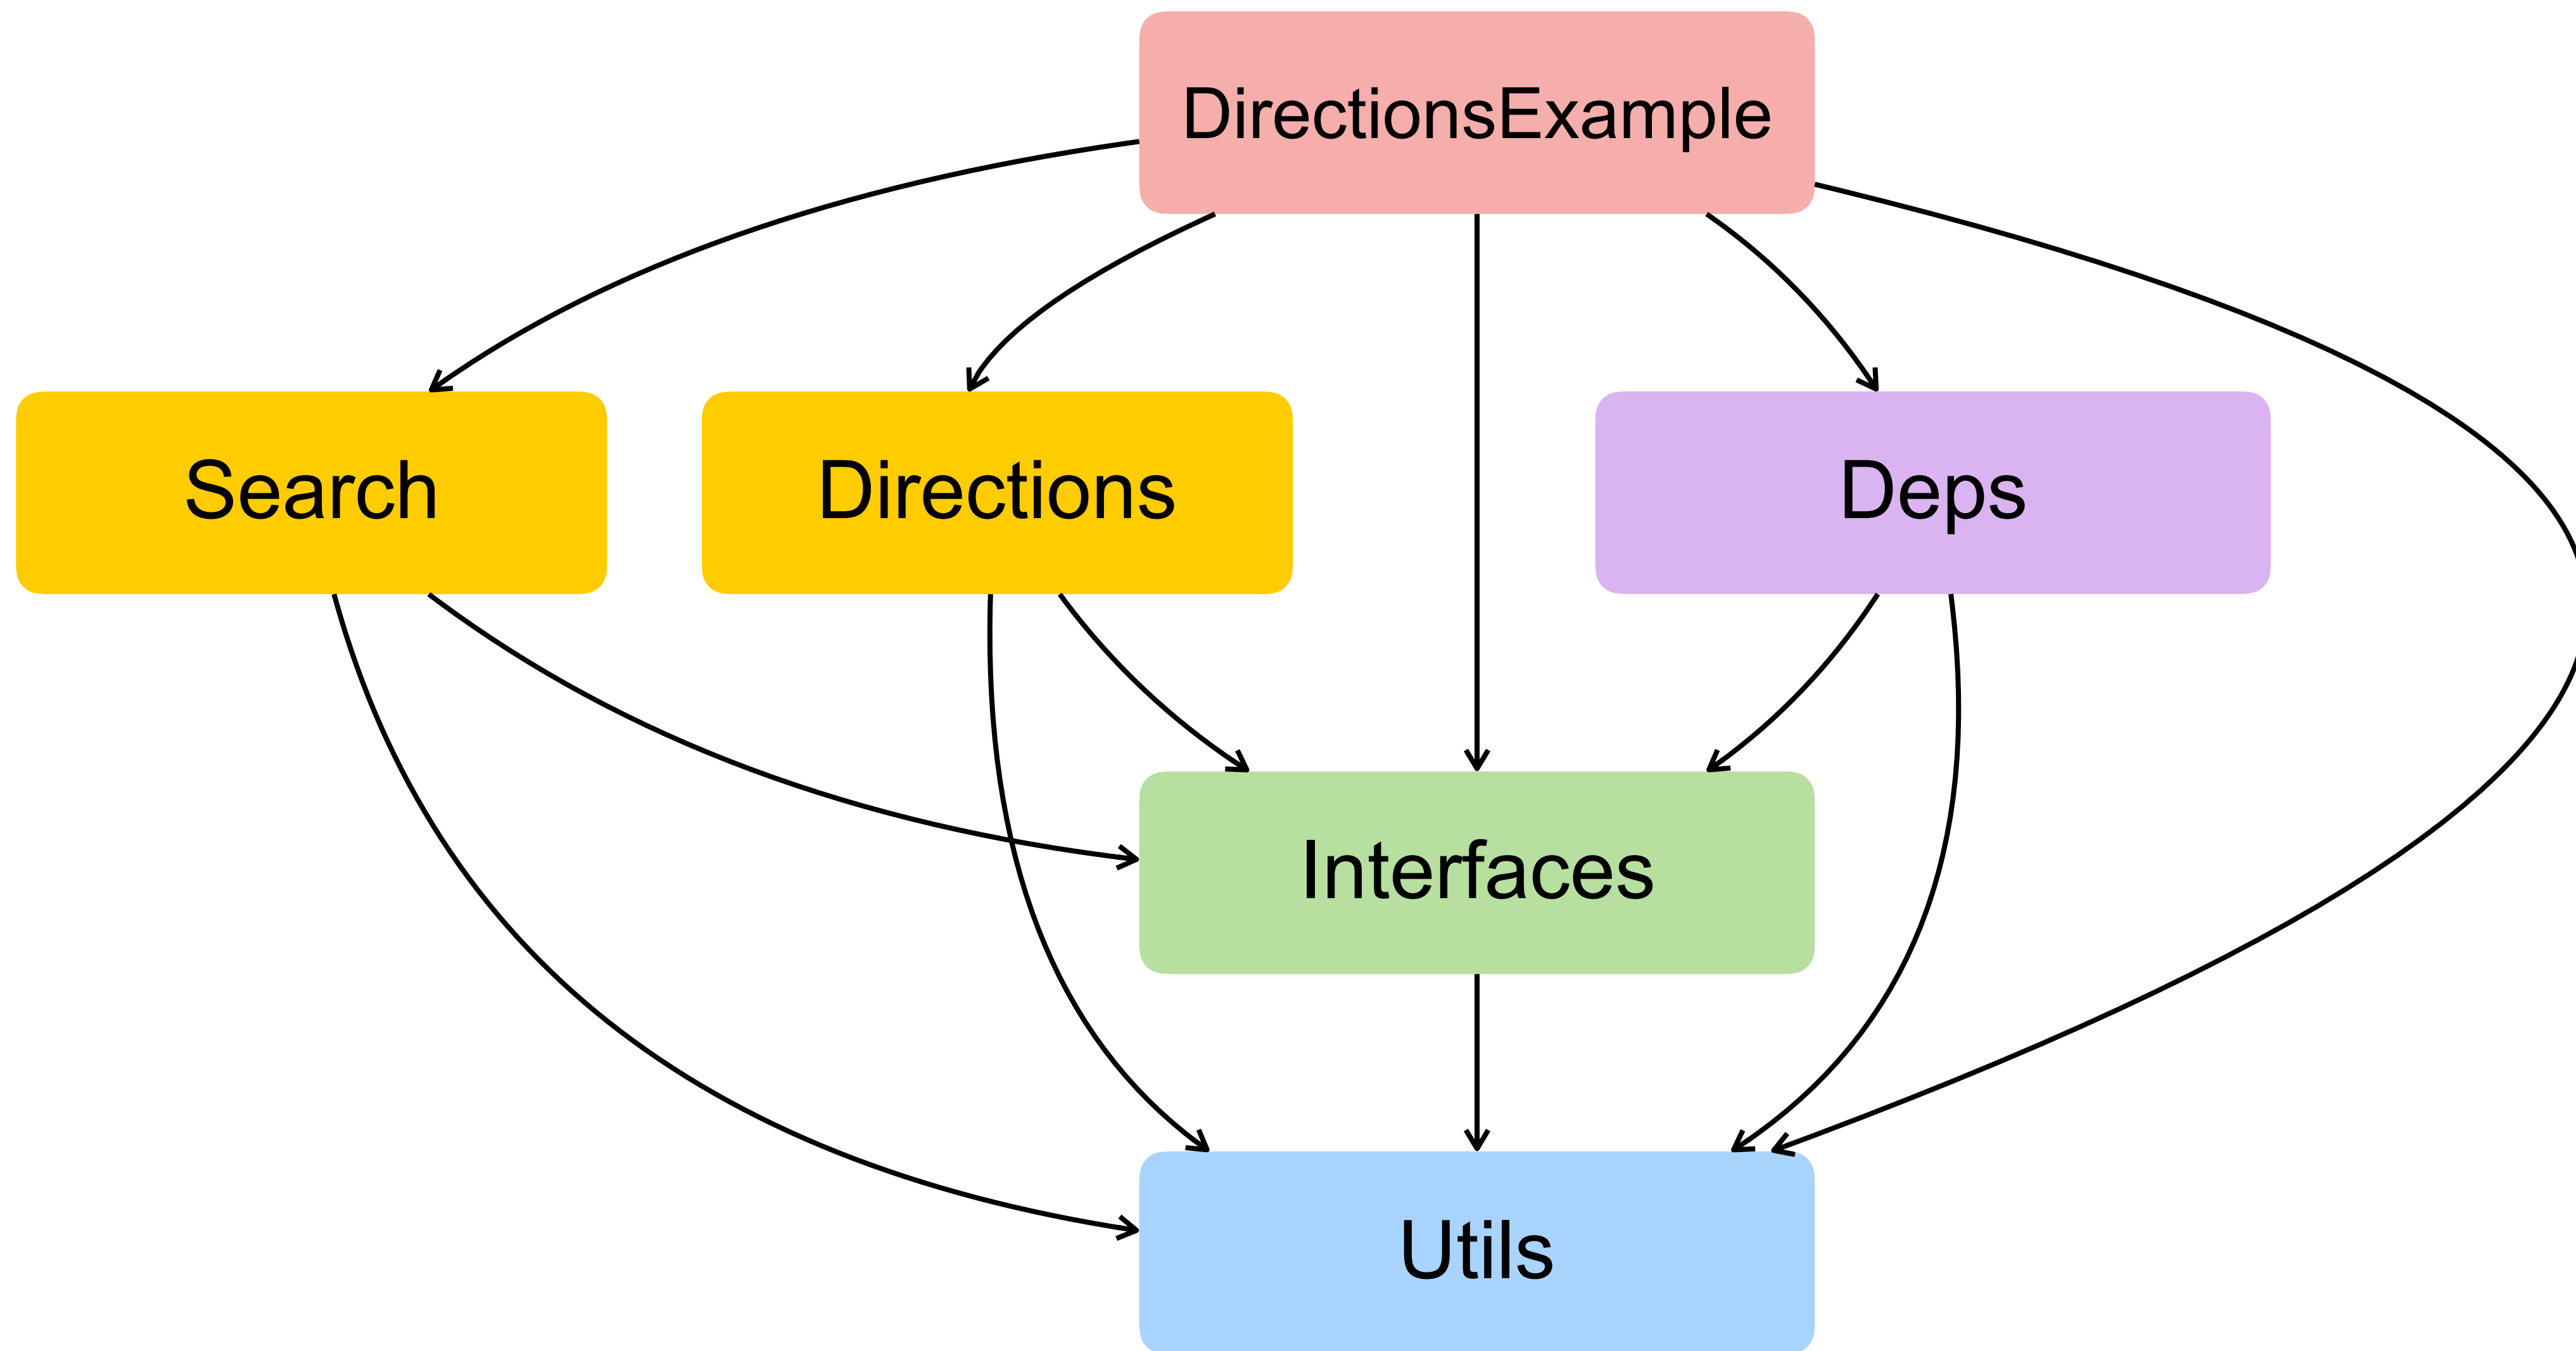 DirectionsExample
Search
Directions
Deps
Interfaces
Utils